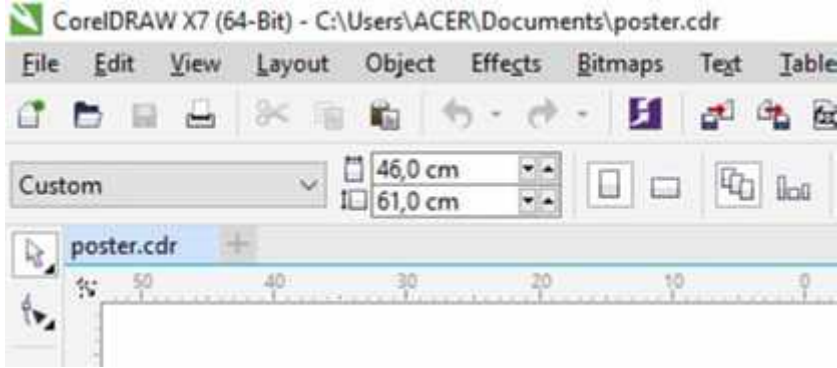 CorelDRAW X7 (64-Bit) - C:\Users\ACER\Documents\poster.cdr
File Edit View Layout Object Effects Bitmaps Text Table
Custom 46,0 cm
61,0 cm
poster.cdr
50 40 30 20 10 0